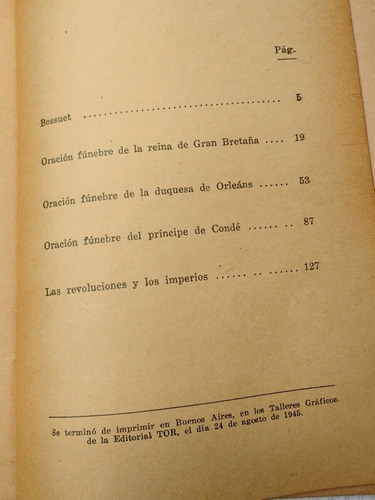 Pág.
Bossuet .................................... 5
Oración fúnebre de la reina de Gran Bretaña .... 19
Oración fúnebre de la duquesa de Orleáns ...... 53
Oración fúnebre del príncipe de Condé ...... .. 87
Las revoluciones y los imperios ...... .. ...... 127
Se terminó de imprimir en Buenos Aires, en los Talleres Gráficos.
de la Editorial TOR, el día 24 de agosto de 1945.